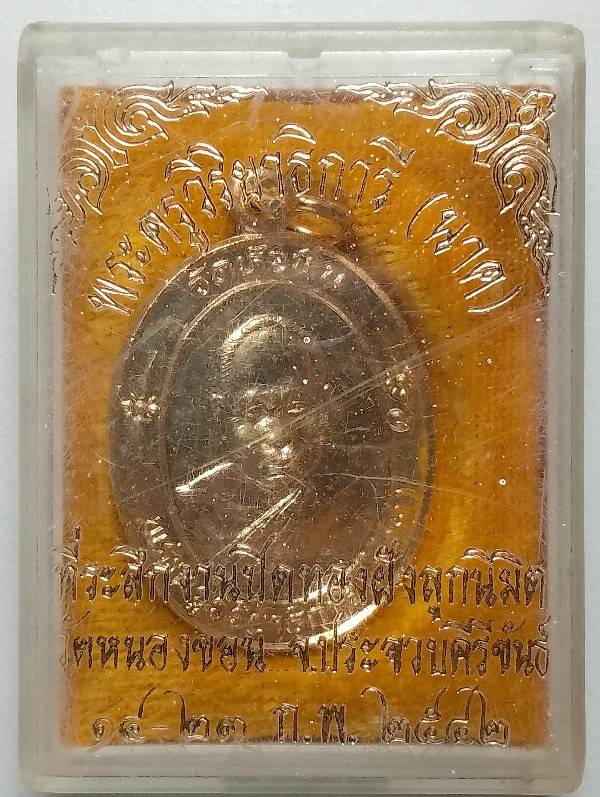 พระครูวิริยาธิการี (นาค)
ที่ระลึกงานปิดทองฝังลูกนิมิต
วัดหนองขอน จ.ประจวบคีรีขันธ์
๑๔-๒๓ ก.พ. ๒๕๔๒